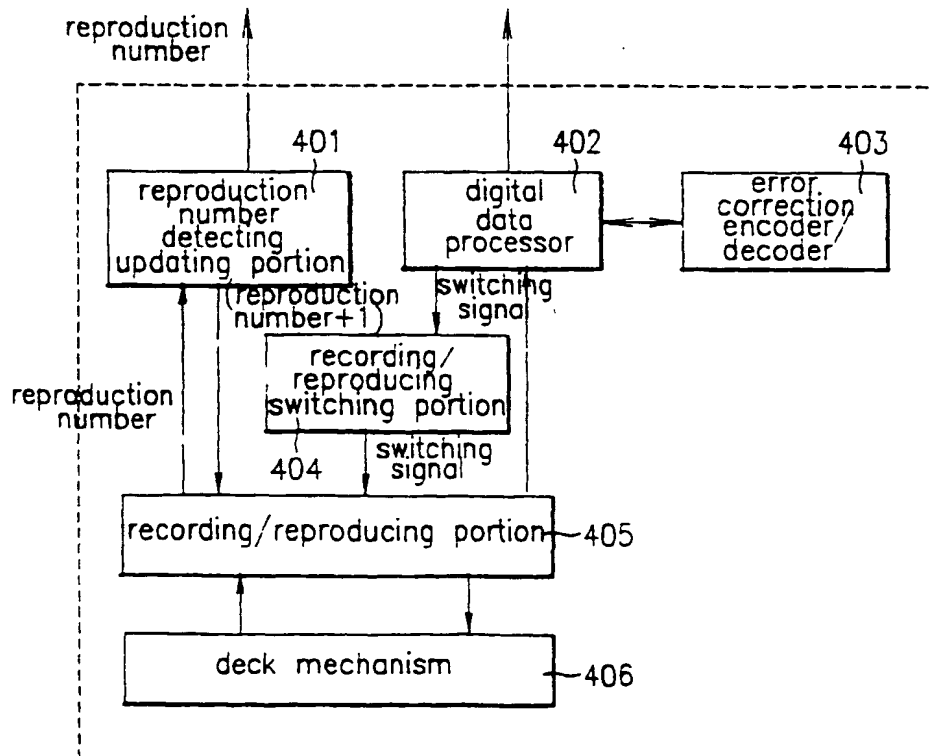 reproduction
number
401
402
403
reproduction
number
detecting
updating portion
digital
data
processor
error
correction
encoder/
decoder
(reproduction
number+1)
switching
signal
recording/
reproducing
switching portion
reproduction
number
404
switching
signal
recording/reproducing portion
405
deck mechanism
406